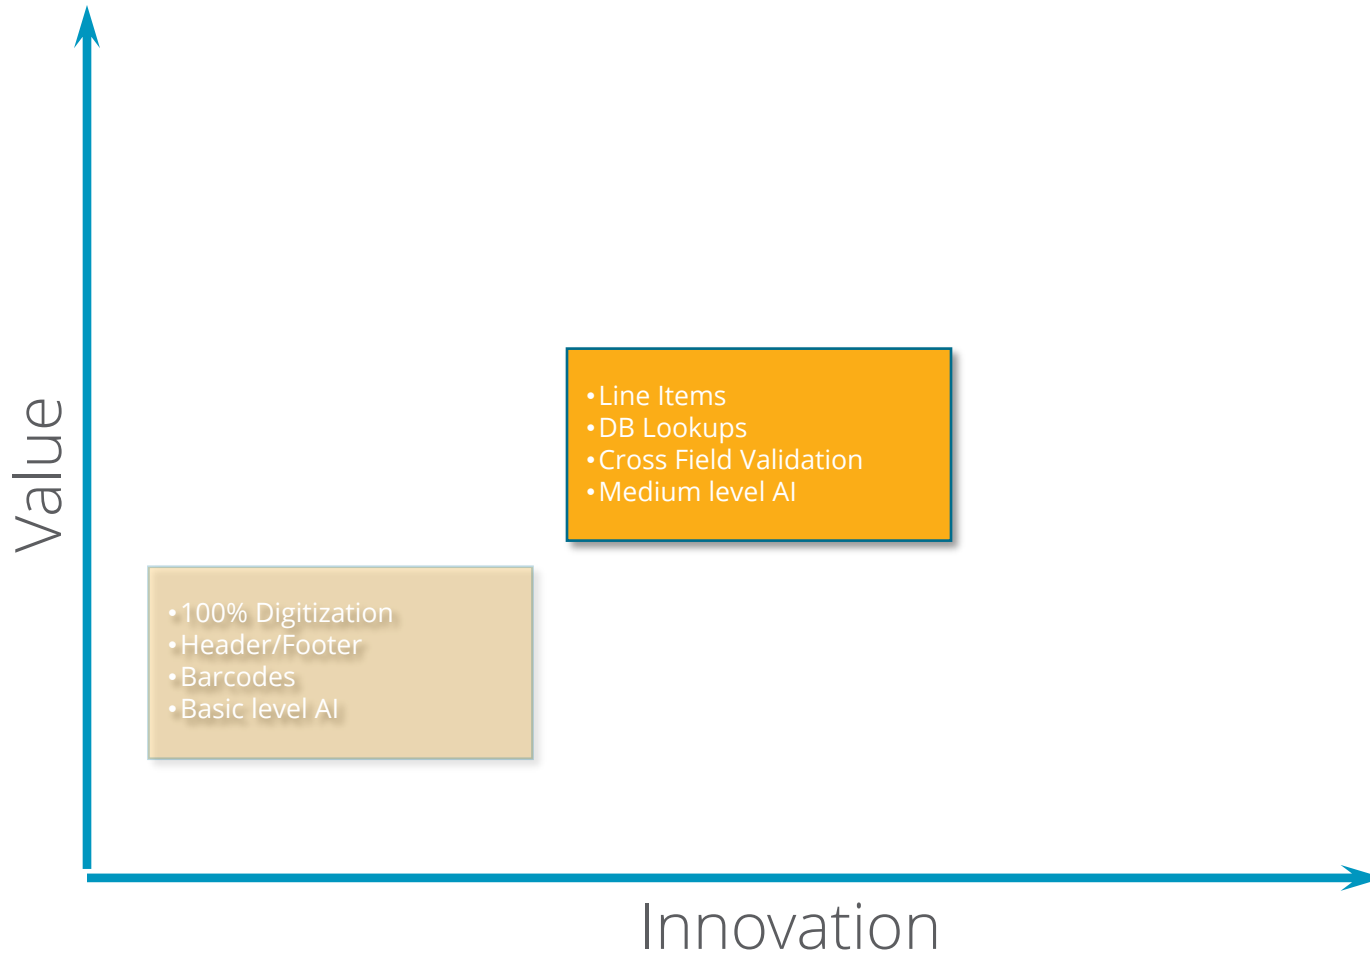 Value
•Line Items
•DB Lookups
•Cross Field Validation
•Medium level AI
•100% Digitization
•Header/Footer
•Barcodes
•Basic level AI
Innovation